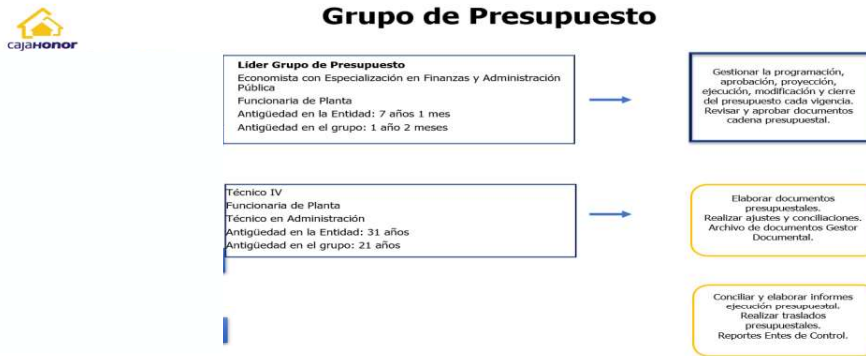 Grupo de Presupuesto
cajaHonor
Líder Grupo de Presupuesto
Economista con Especialización en Finanzas y Administración
Pública
Funcionaria de Planta
Antigüedad en la Entidad: 7 años 1 mes
Antigüedad en el grupo: 1 año 2 meses
Gestionar la programación,
aprobación, proyección,
ejecución, modificación y cierre
del presupuesto cada vigencia.
Revisar y aprobar documentos
cadena presupuestal.
Técnico IV
Funcionaria de Planta
Técnico en Administración
Antigüedad en la Entidad: 31 años
Antigüedad en el grupo: 21 años
Elaborar documentos
presupuestales.
Realizar ajustes y conciliaciones.
Archivo de documentos Gestor
Documental.
Conciliar y elaborar informes
ejecución presupuestal.
Realizar traslados
presupuestales.
Reportes Entes de Control.